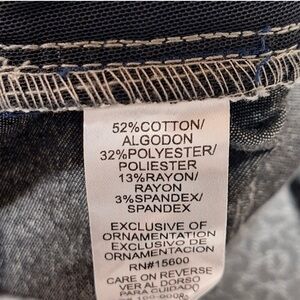 52%COTTON/
ALGODON
32%POLYESTER/
POLIESTER
13%RAYON/
RAYON
3%SPANDEX/
SPANDEX
EXCLUSIVE OF
ORNAMENTATION
EXCLUSIVO DE
ORNAMENTACION
RN#15600
CARE ON REVERSE
VER AL DORSO
PARA CUIDADO